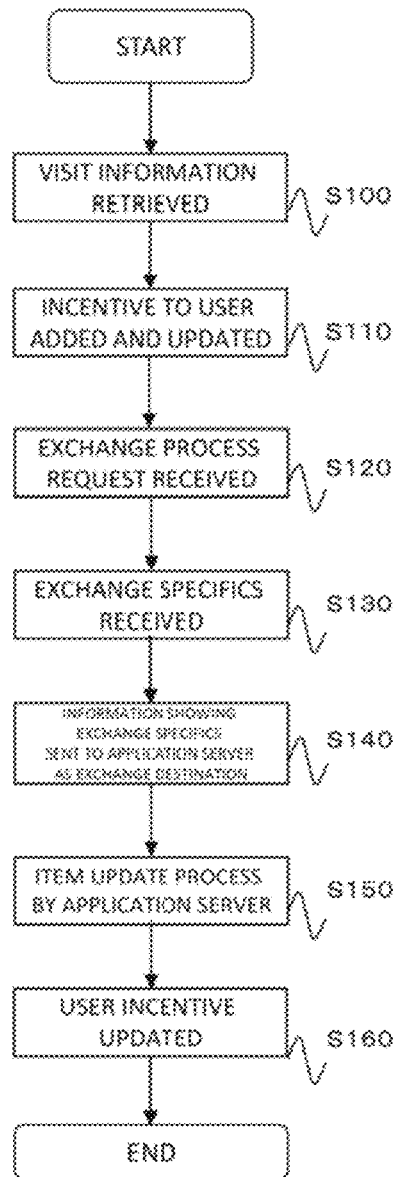 START
VISIT INFORMATION
RETRIEVED
S100
INCENTIVE TO USER
ADDED AND UPDATED
S110
EXCHANGE PROCESS
REQUEST RECEIVED
S120
EXCHANGE SPECIFICS
RECEIVED
S130
INFORMATION SHOWING
EXCHANGE SPECIFICS
SENT TO APPLICATION SERVER
AS EXCHANGE DESTINATION
S140
ITEM UPDATE PROCESS
BY APPLICATION SERVER
S150
USER INCENTIVE
UPDATED
S160
END